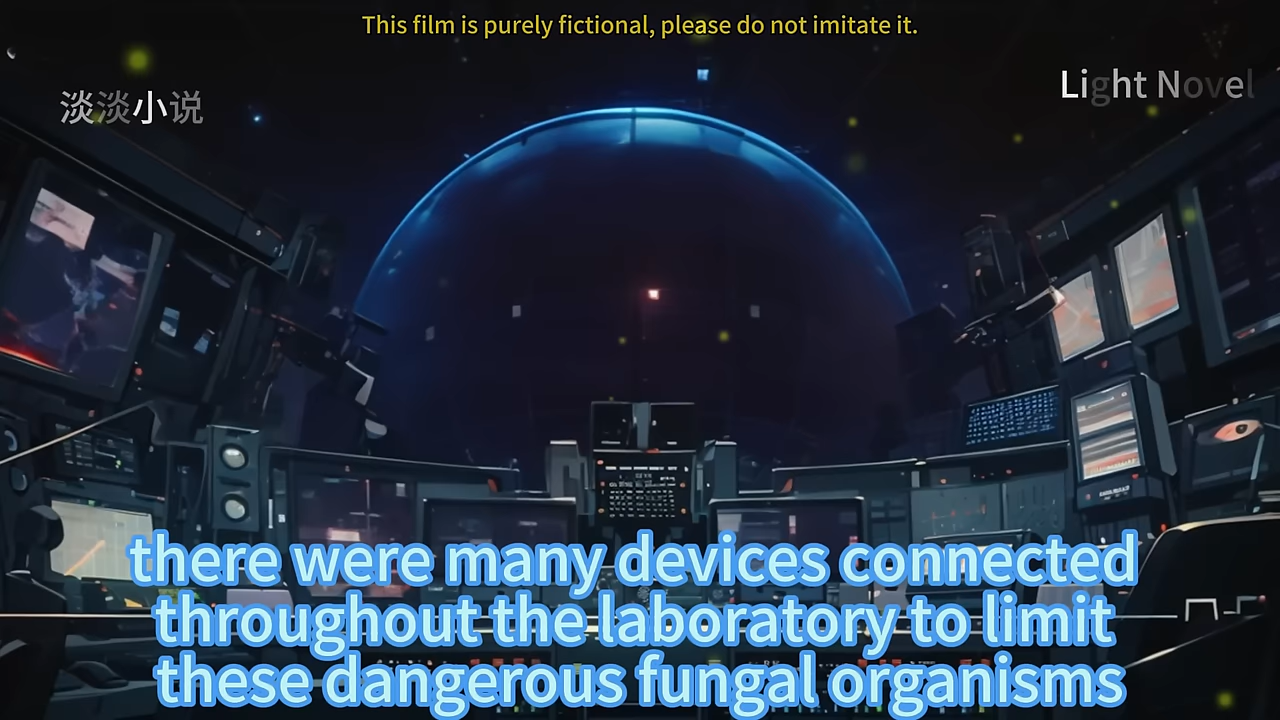 This film is purely fictional, please do not imitate it.
淡淡小说
Light Novel
there were many devices connected
throughout the laboratory to limit
these dangerous fungal organisms